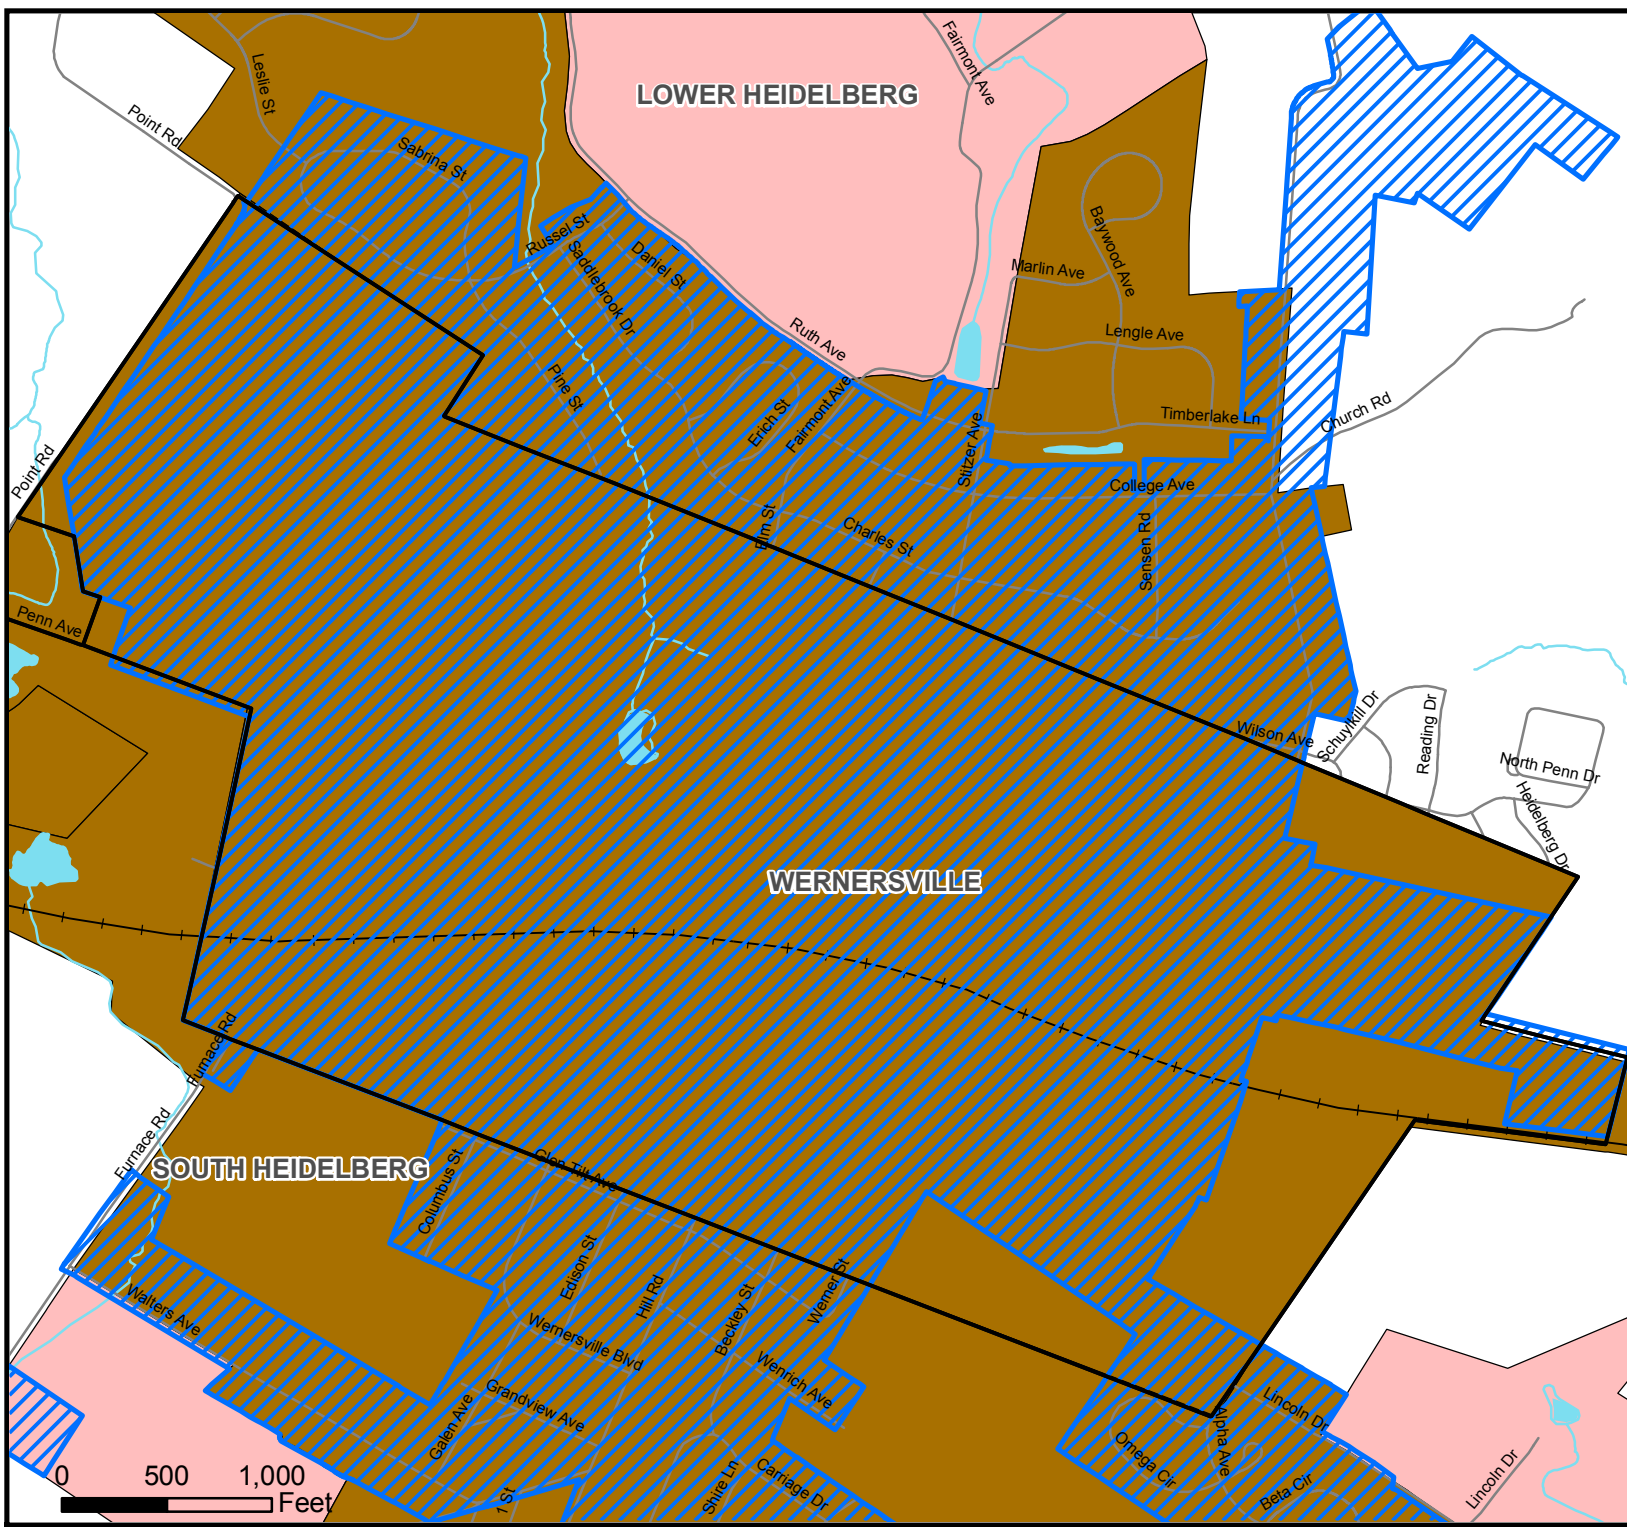 Fairmont Ave
LOWER HEIDELBERG
Leslie St
Point Rd
Sabrina St
Baywood Ave
Russel St
Daniel St
Saddlebrook Dr
Marlin Ave
Lengle Ave
Ruth Ave
Pine St
Erich St
Fairmont Ave
Timberlake Ln
Church Rd
Stitzer Ave
Point Rd
College Ave
Elm St
Charles St
Sensen Rd
Penn Ave
Wilson Ave
Schuylkill Dr
Reading Dr
North Penn Dr
Heidelberg Dr
WERNERSVILLE
Furnace Rd
Furnace Rd
SOUTH HEIDELBERG
Columbus St
Glen Tilt Ave
Edison St
Hill Rd
Werner St
Beckley St
Walters Ave
Wernersville Blvd
Wenrich Ave
Grandview Ave
Galen Ave
Lincoln Dr
Alpha Ave
Omega Cir
Beta Cir
Carriage Dr
Shire Ln
1 St
Lincoln Dr
0 500 1,000
Feet